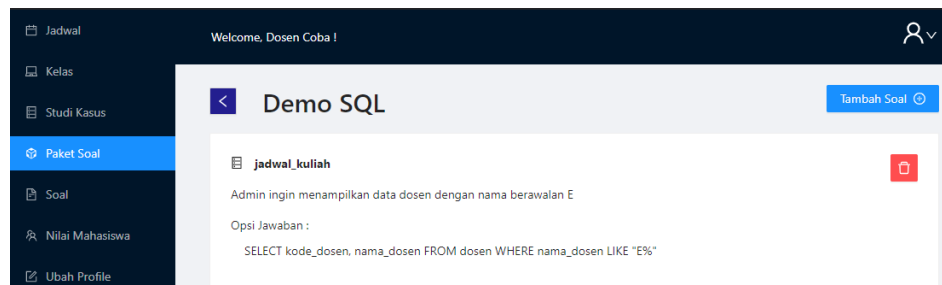 Jadwal
Welcome, Dosen Coba !
Kelas
Studi Kasus
Paket Soal
Soal
Nilai Mahasiswa
Ubah Profile
Demo SQL
Tambah Soal
jadwal_kuliah
Admin ingin menampilkan data dosen dengan nama berawalan E
Opsi Jawaban :
SELECT kode_dosen, nama_dosen FROM dosen WHERE nama_dosen LIKE "E%"